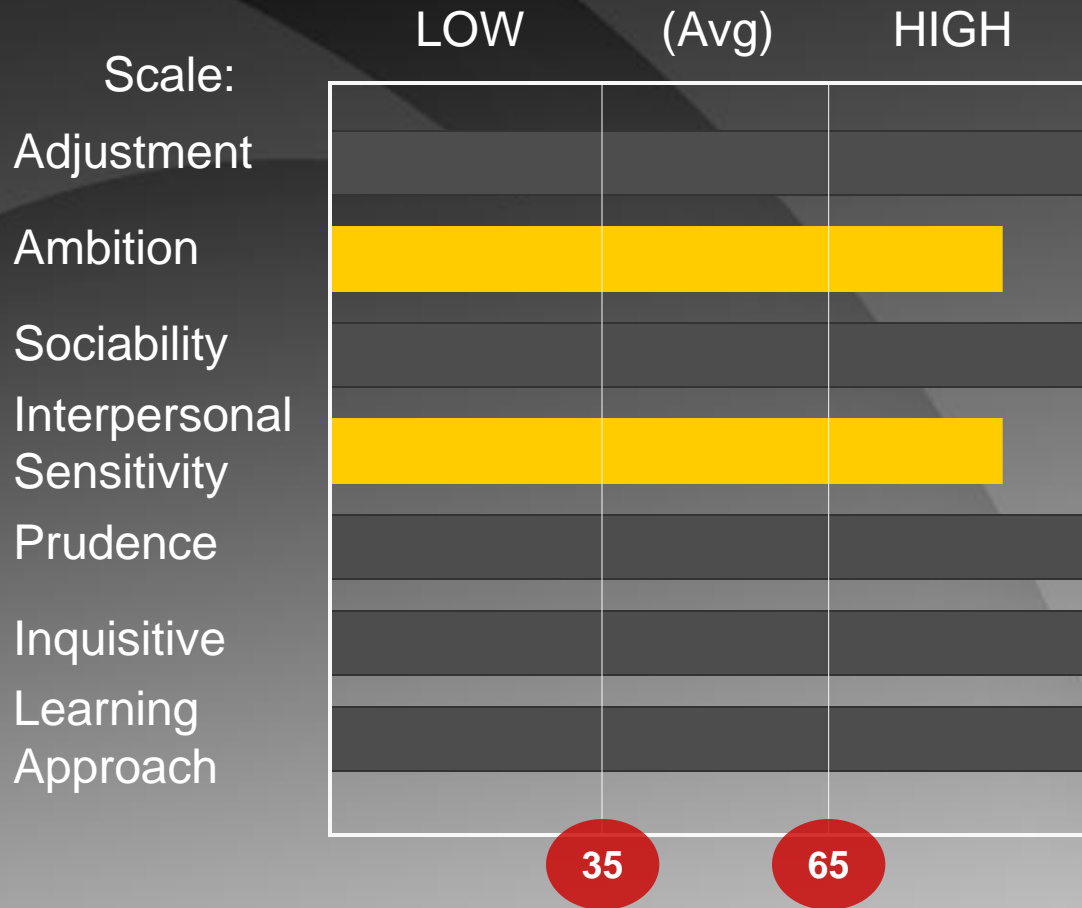 LOW (Avg) HIGH
Scale:
Adjustment
Ambition
Sociability
Interpersonal
Sensitivity
Prudence
Inquisitive
Learning
Approach
35 65